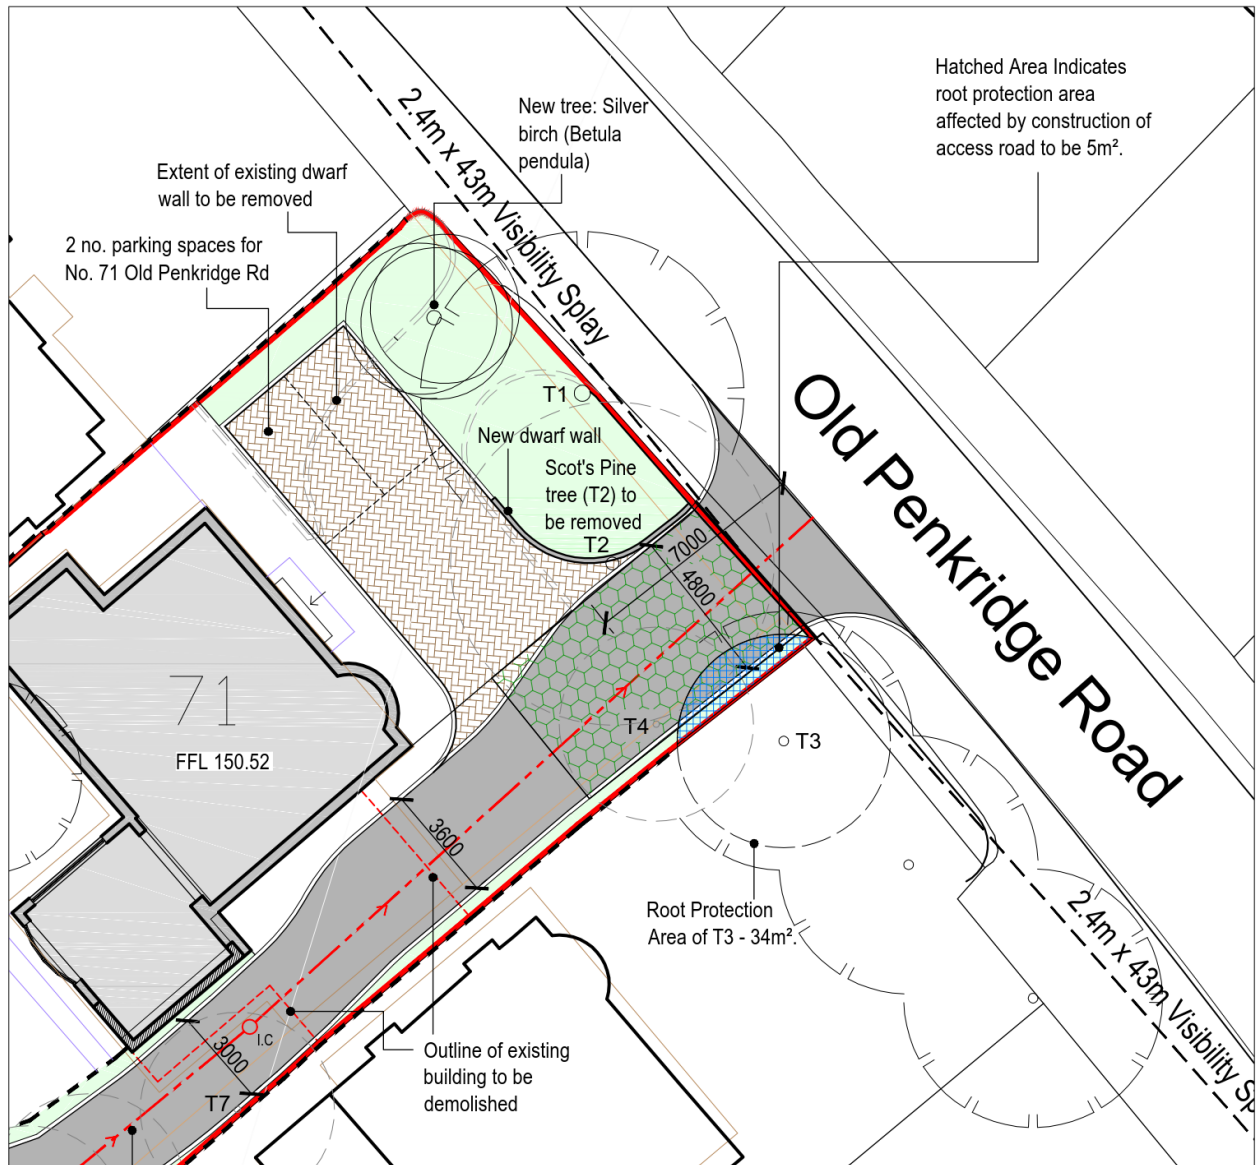 Hatched Area Indicates
root protection area
affected by construction of
access road to be 5m².
New tree: Silver
birch (Betula
pendula)
2.4m x 43m Visibility Splay
Extent of existing dwarf
wall to be removed
2 no. parking spaces for
No. 71 Old Penkridge Rd
T1
Old Penkridge Road
New dwarf wall
Scot's Pine
tree (T2) to
be removed
T2
7000
4800
71
FFL 150.52
T4
T3
3600
Root Protection
Area of T3 - 34m².
2.4m x 43m Visibility Sp
I.C
3000
Outline of existing
building to be
demolished
T7